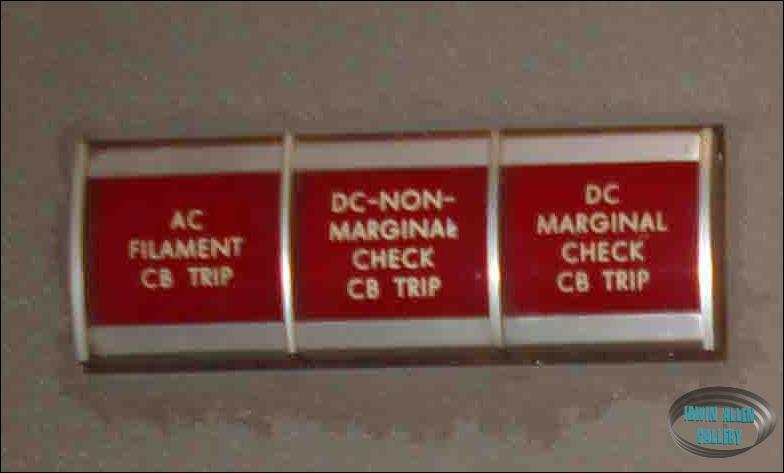 AC
FILAMENT
CB TRIP
DC-NON-
MARGINAL
CHECK
CB TRIP
DC
MARGINAL
CHECK
CB TRIP
IRWIN ALLEN
GALLERY